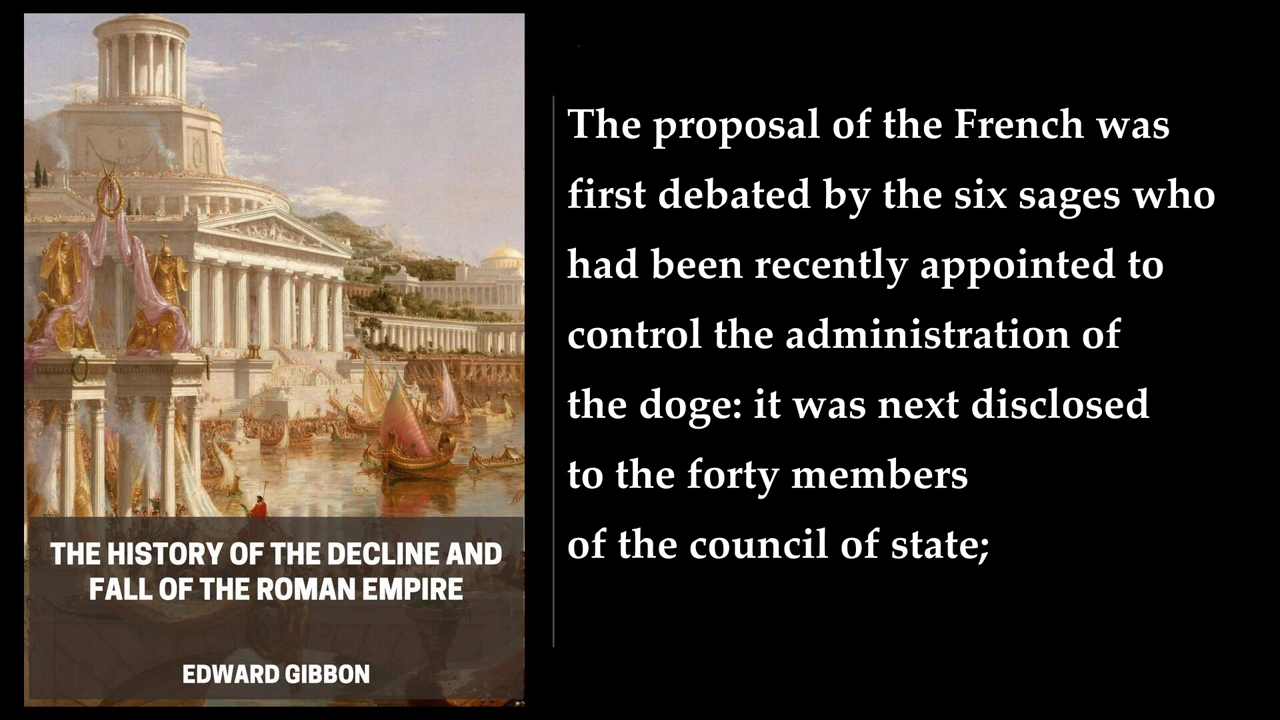 THE HISTORY OF THE DECLINE AND
FALL OF THE ROMAN EMPIRE
EDWARD GIBBON
The proposal of the French was
first debated by the six sages who
had been recently appointed to
control the administration of
the doge: it was next disclosed
to the forty members
of the council of state;